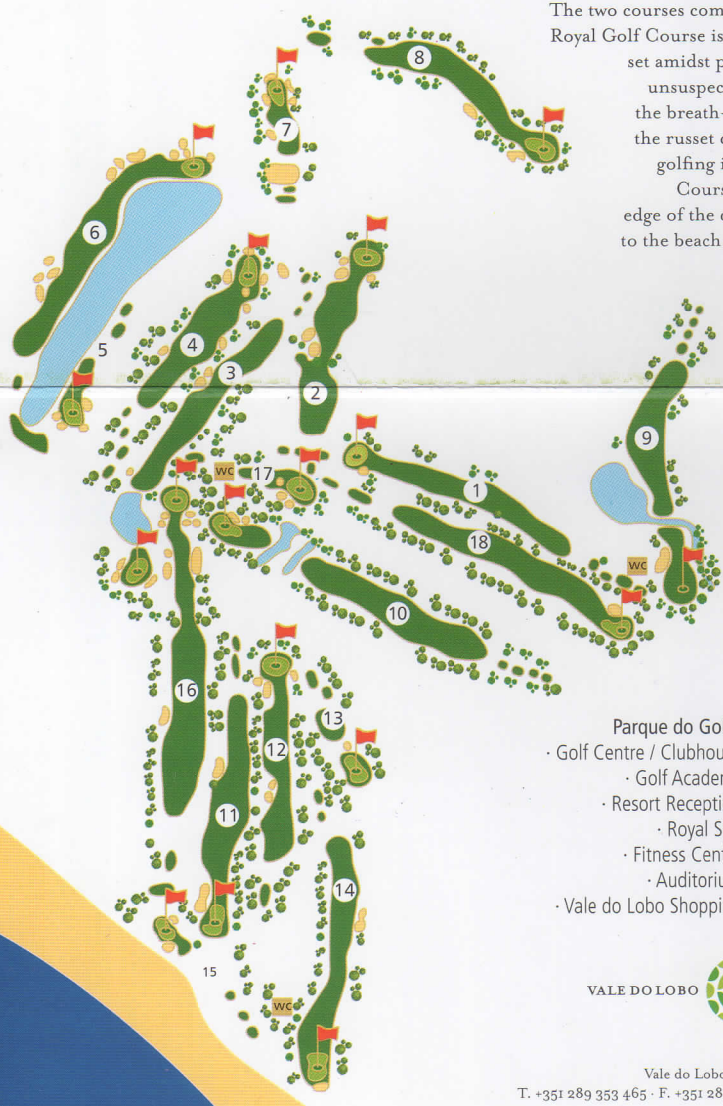 The two courses com
Royal Golf Course is
set amidst p
unsuspec
the breath-
the russet
golfing i
Cours
edge of the
to the beach
8
7
6
5
4
3
2
9
wc
17
1
18
wc
10
16
13
12
11
14
15
wc
Parque do Go
· Golf Centre / Clubhou
· Golf Academ
· Resort Recepti
· Royal S
· Fitness Cent
· Auditoriu
· Vale do Lobo Shoppi
VALE DO LOBO
Vale do Lobo
T. +351 289 353 465 · F. +351 28